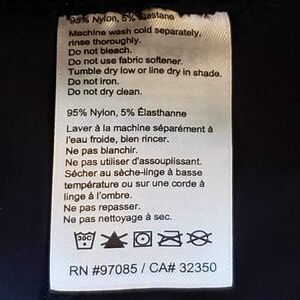 95% Nylon, 5% Elastane
Machine wash cold separately,
rinse thoroughly.
Do not bleach.
Do not use fabric softener.
Tumble dry low or line dry in shade.
Do not iron.
Do not dry clean.
95% Nylon, 5% Élasthanne
Laver à la machine séparément à
l'eau froide, bien rincer.
Ne pas blanchir.
Ne pas utiliser d'assouplissant.
Sécher au sèche-linge à basse
température ou sur une corde à
linge à l'ombre.
Ne pas repasser.
Ne pas nettoyage à sec.
30C
RN #97085 / CA# 32350